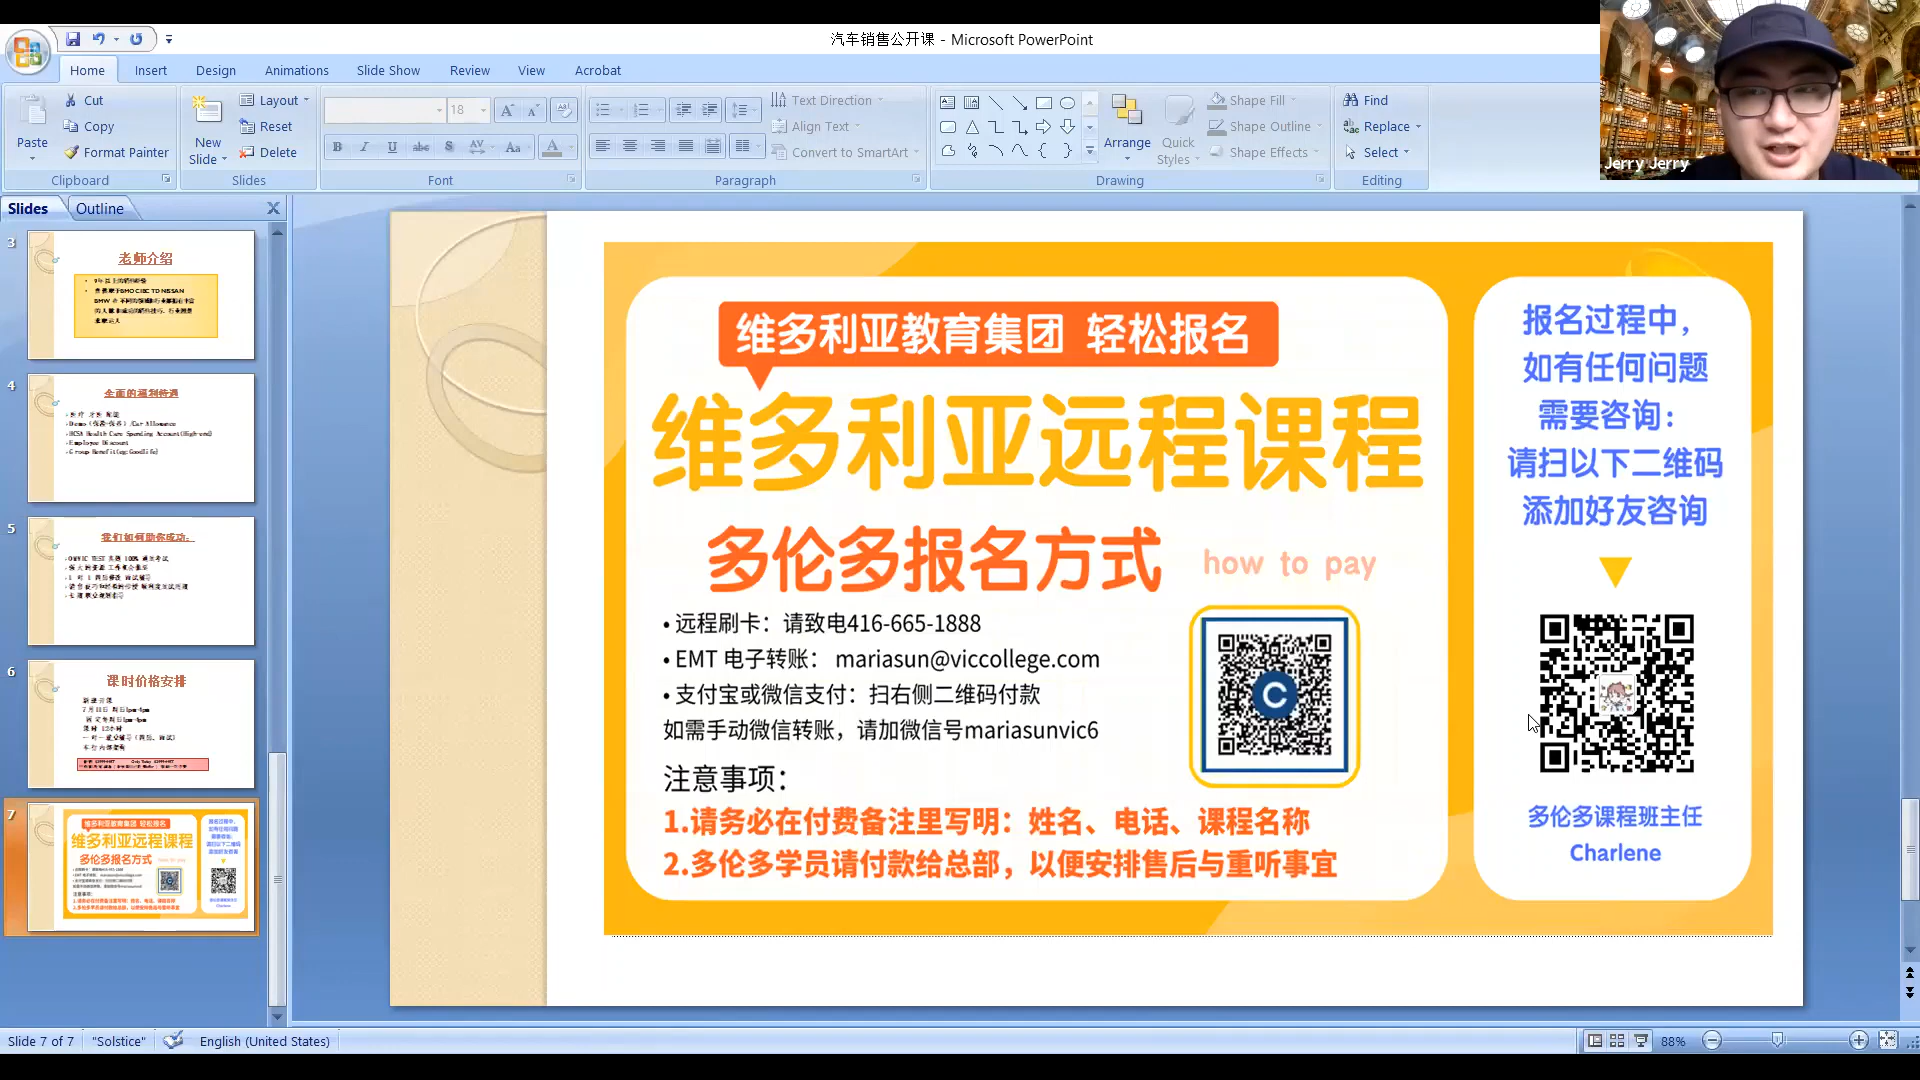 汽车销售公开课 - Microsoft PowerPoint
Home Insert Design Animations Slide Show Review View Acrobat
Paste
Cut
Copy
Format Painter
Clipboard
New
Slide
Layout
Reset
Delete
Slides
18
Font
Text Direction
Align Text
Convert to SmartArt
Paragraph
Arrange
Quick
Styles
Shape Fill
Shape Outline
Shape Effects
Drawing
Find
Replace
Select
Editing
Jerry Jerry
Slides Outline
3
老师介绍
4
全面的福利待遇
Employee Discount
5
我们如何助你成功
6
课时价格安排
7
维多利亚教育集团 轻松报名
维多利亚远程课程
多伦多报名方式 how to pay
• 远程刷卡：请致电416-665-1888
• EMT 电子转账： mariasun@viccollege.com
• 支付宝或微信支付：扫右侧二维码付款
如需手动微信转账，请加微信号mariasunvic6
注意事项：
1.请务必在付费备注里写明：姓名、电话、课程名称
2.多伦多学员请付款给总部，以便安排售后与重听事宜
报名过程中，
如有任何问题
需要咨询：
请扫以下二维码
添加好友咨询
多伦多课程班主任
Charlene
Slide 7 of 7 "Solstice" English (United States) 88%